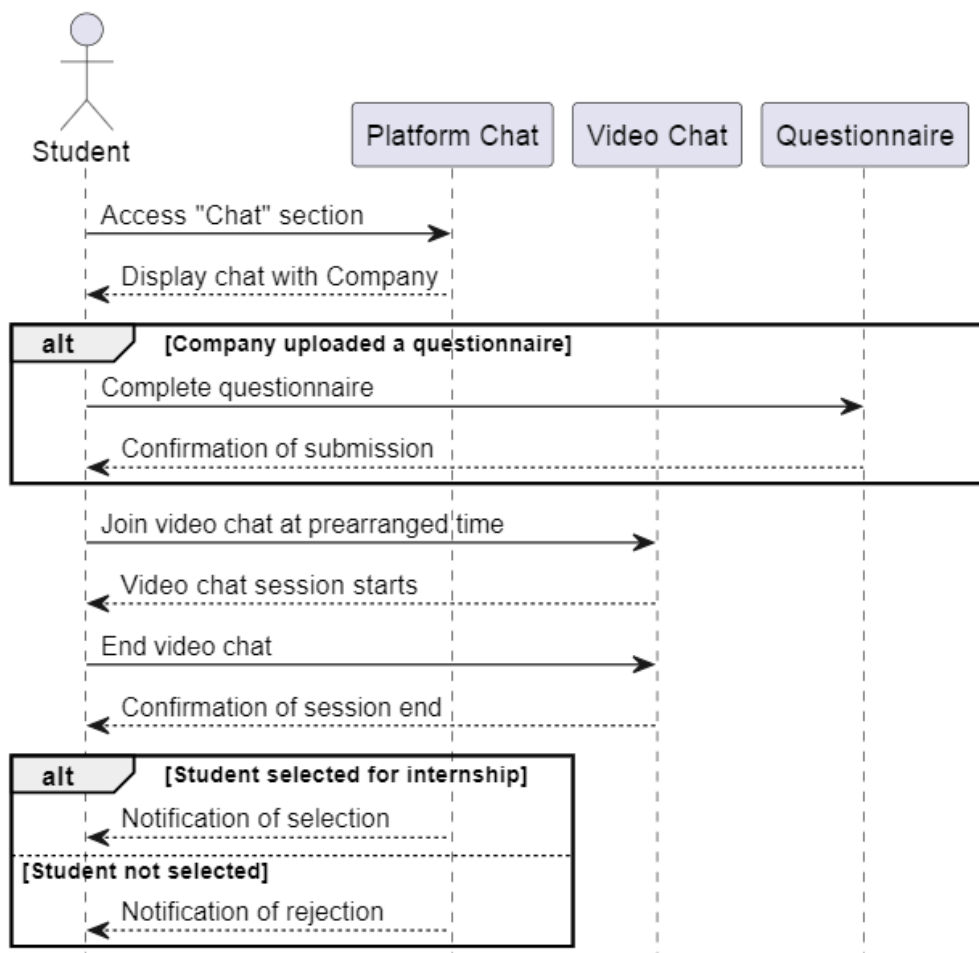 Student
Platform Chat
Video Chat
Questionnaire
Access "Chat" section
Display chat with Company
alt
[Company uploaded a questionnaire]
Complete questionnaire
Confirmation of submission
Join video chat at prearranged time
Video chat session starts
End video chat
Confirmation of session end
alt
[Student selected for internship]
Notification of selection
[Student not selected]
Notification of rejection